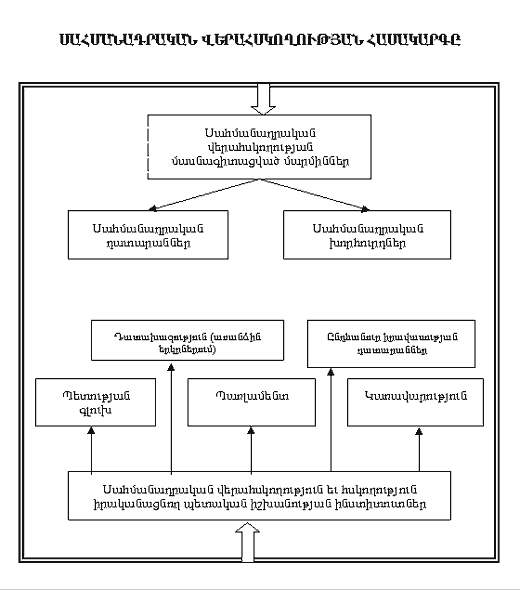 ՍԱՀՄԱՆԱԴՐԱԿԱՆ ՎԵՐԱՀՍԿՈՂՈՒԹՅԱՆ ՀԱՄԱԿԱՐԳԸ
Սահմանադրական
վերահսկողության
մասնագիտացված մարմիններ
Սահմանադրական
դատարաններ
Սահմանադրական
խորհուրդներ
Դատախազություն (առանձին
երկրներում)
Ընդհանուր իրավասության
դատարաններ
Պետության
գլուխ
Պառլամենտ
Կառավարություն
Սահմանադրական վերահսկողություն եւ հսկողություն
իրականացնող պետական իշխանության ինստիտուտներ